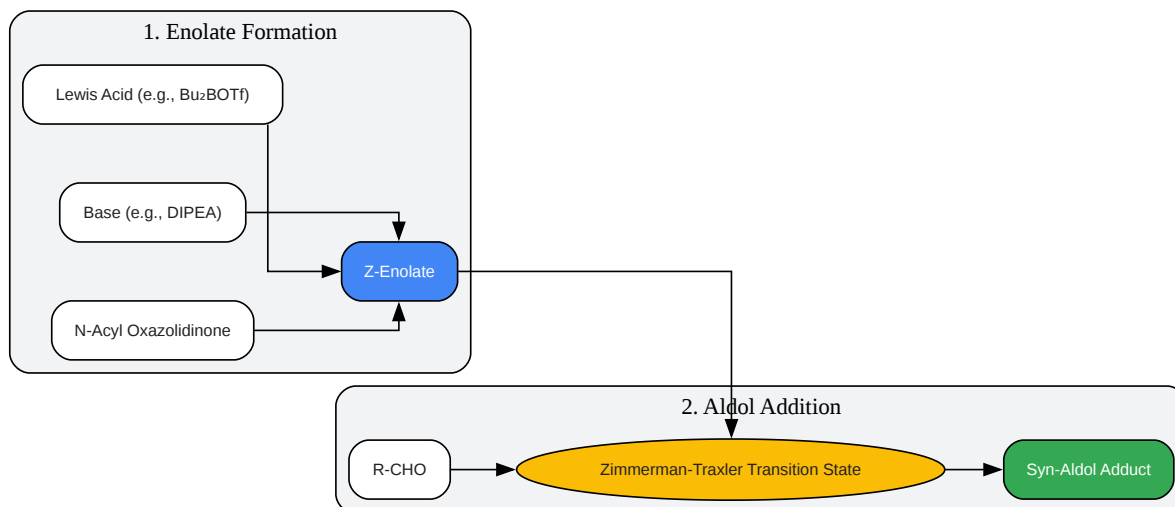 1. Enolate Formation
Lewis Acid (e.g., Bu₂BOTf)
Base (e.g., DIPEA)
Z-Enolate
N-Acyl Oxazolidinone
2. Aldol Addition
R-CHO
Zimmerman-Traxler Transition State
Syn-Aldol Adduct